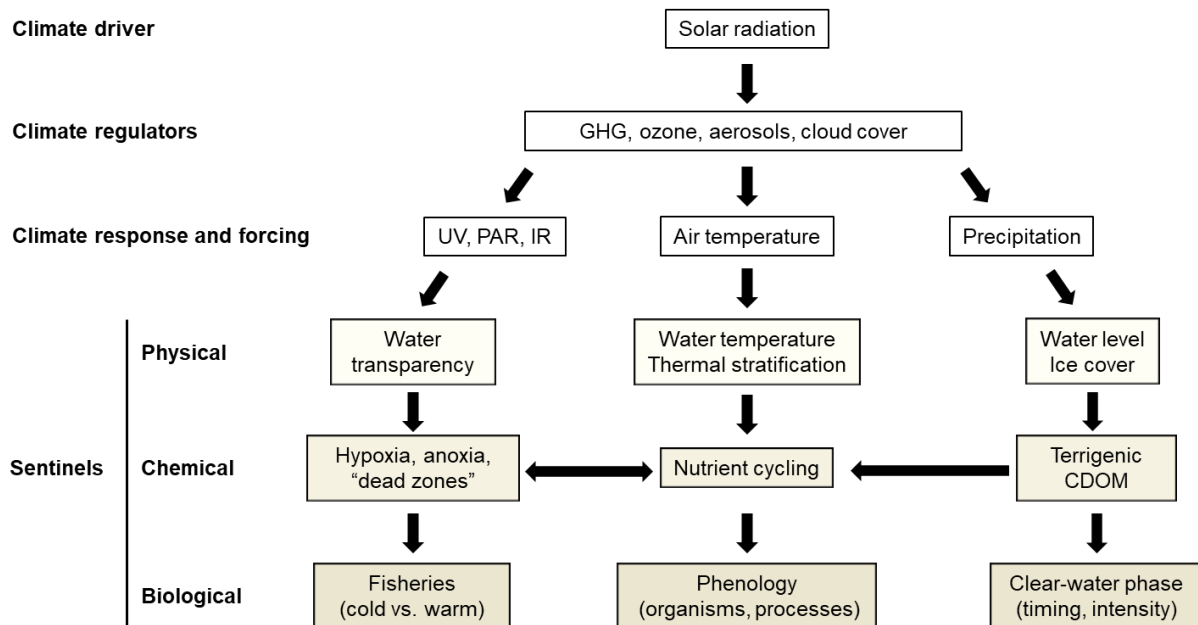 Climate driver
Solar radiation
Climate regulators
GHG, ozone, aerosols, cloud cover
Climate response and forcing
UV, PAR, IR
Air temperature
Precipitation
Sentinels
Physical
Water
transparency
Water temperature
Thermal stratification
Water level
Ice cover
Chemical
Hypoxia, anoxia,
“dead zones”
Nutrient cycling
Terrigenic
CDOM
Biological
Fisheries
(cold vs. warm)
Phenology
(organisms, processes)
Clear-water phase
(timing, intensity)